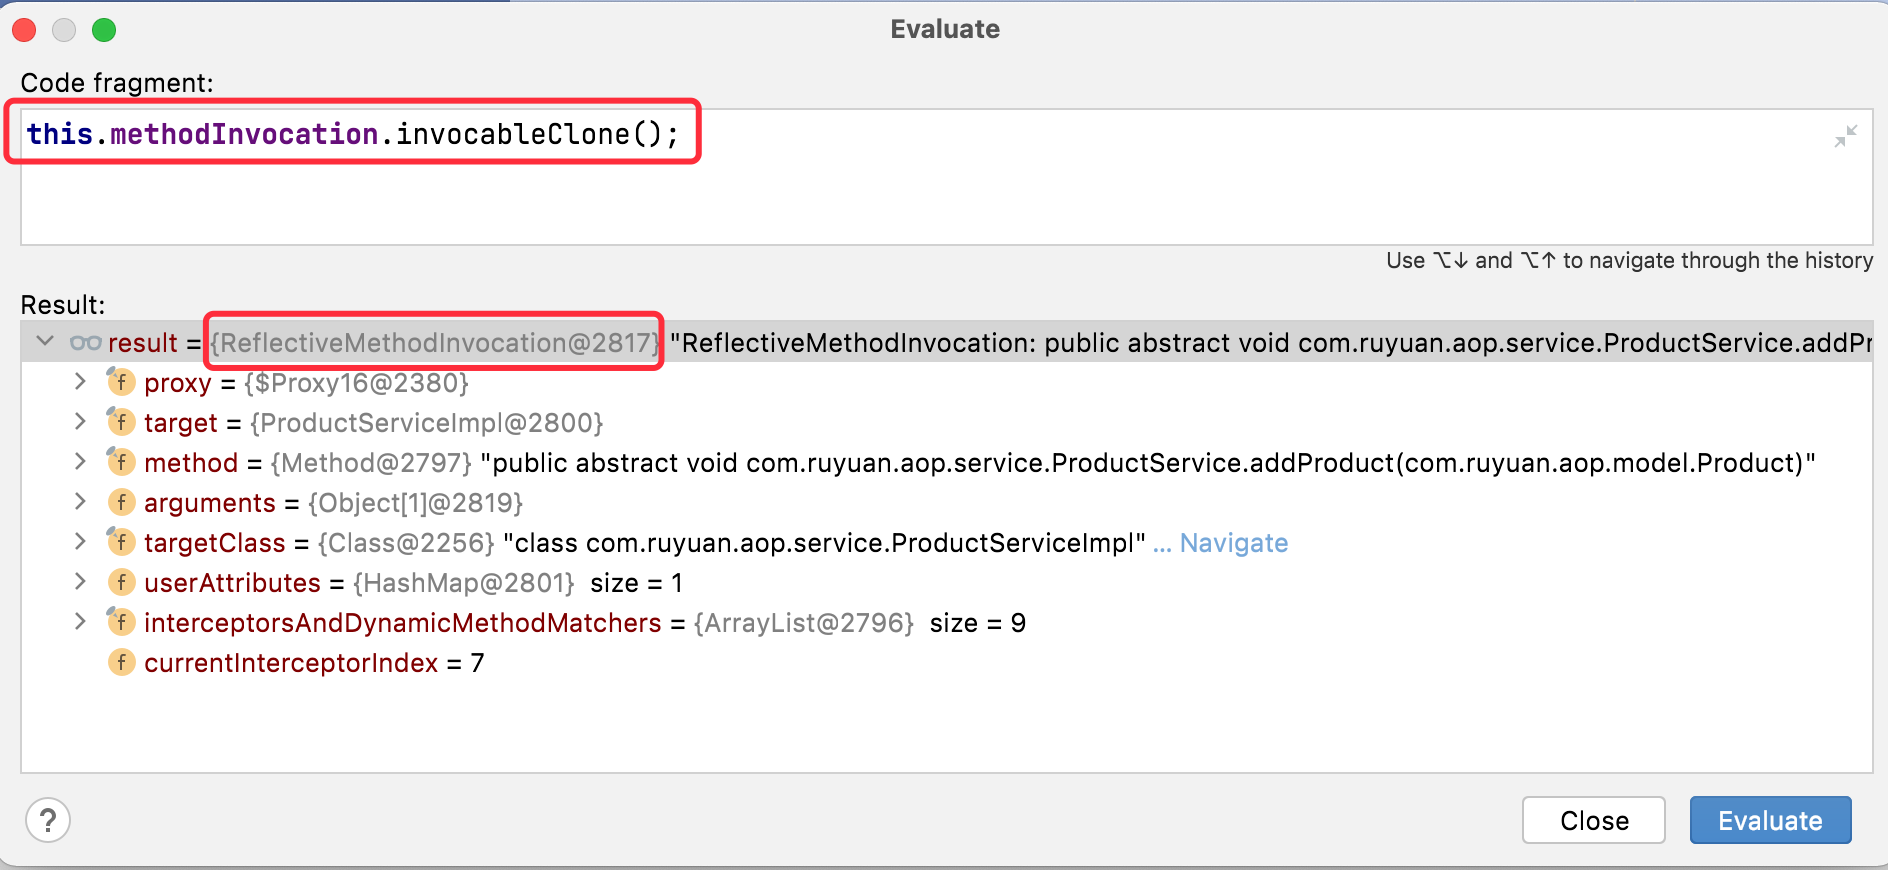 Evaluate
Code fragment:
this.methodInvocation.invocableClone();
Use ⌥↓ and ⌥↑ to navigate through the history
Result:
result = {ReflectiveMethodInvocation@2817} "ReflectiveMethodInvocation: public abstract void com.ruyuan.aop.service.ProductService.addPr
f proxy = {$Proxy16@2380}
f target = {ProductServiceImpl@2800}
f method = {Method@2797} "public abstract void com.ruyuan.aop.service.ProductService.addProduct(com.ruyuan.aop.model.Product)"
f arguments = {Object[1]@2819}
f targetClass = {Class@2256} "class com.ruyuan.aop.service.ProductServiceImpl" ... Navigate
f userAttributes = {HashMap@2801} size = 1
f interceptorsAndDynamicMethodMatchers = {ArrayList@2796} size = 9
f currentInterceptorIndex = 7
? Close Evaluate